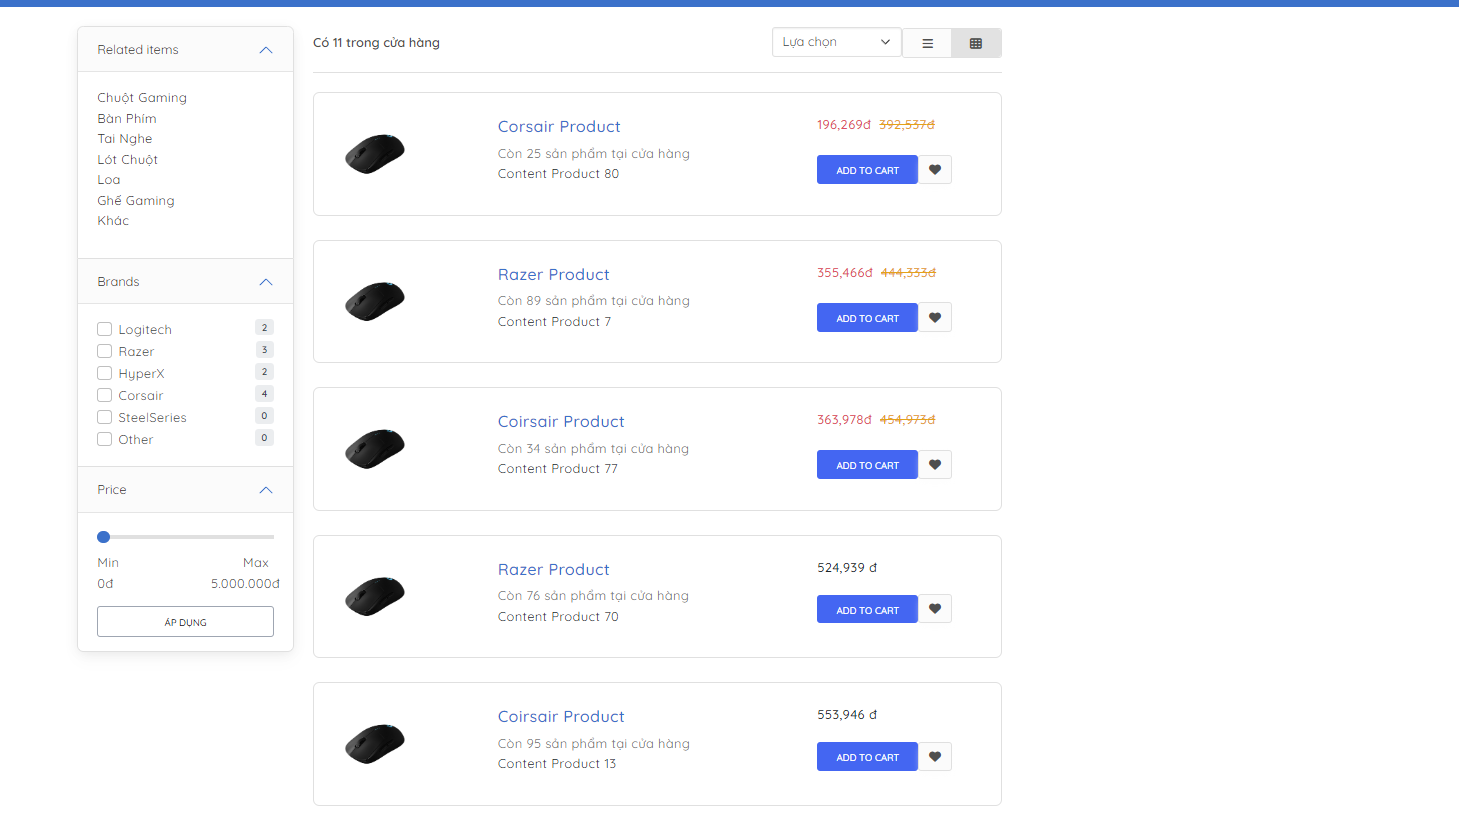 Related items
Chuột Gaming
Bàn Phím
Tai Nghe
Lót Chuột
Loa
Ghế Gaming
Khác
Brands
Logitech 2
Razer 3
HyperX 2
Corsair 4
SteelSeries 0
Other 0
Price
Min Max
0đ 5.000.000đ
ÁP DỤNG
Có 11 trong cửa hàng
Lựa chọn
Corsair Product
Còn 25 sản phẩm tại cửa hàng
Content Product 80
196,269đ 392,537đ
ADD TO CART
Razer Product
Còn 89 sản phẩm tại cửa hàng
Content Product 7
355,466đ 444,333đ
ADD TO CART
Coirsair Product
Còn 34 sản phẩm tại cửa hàng
Content Product 77
363,978đ 454,973đ
ADD TO CART
Razer Product
Còn 76 sản phẩm tại cửa hàng
Content Product 70
524,939 đ
ADD TO CART
Coirsair Product
Còn 95 sản phẩm tại cửa hàng
Content Product 13
553,946 đ
ADD TO CART